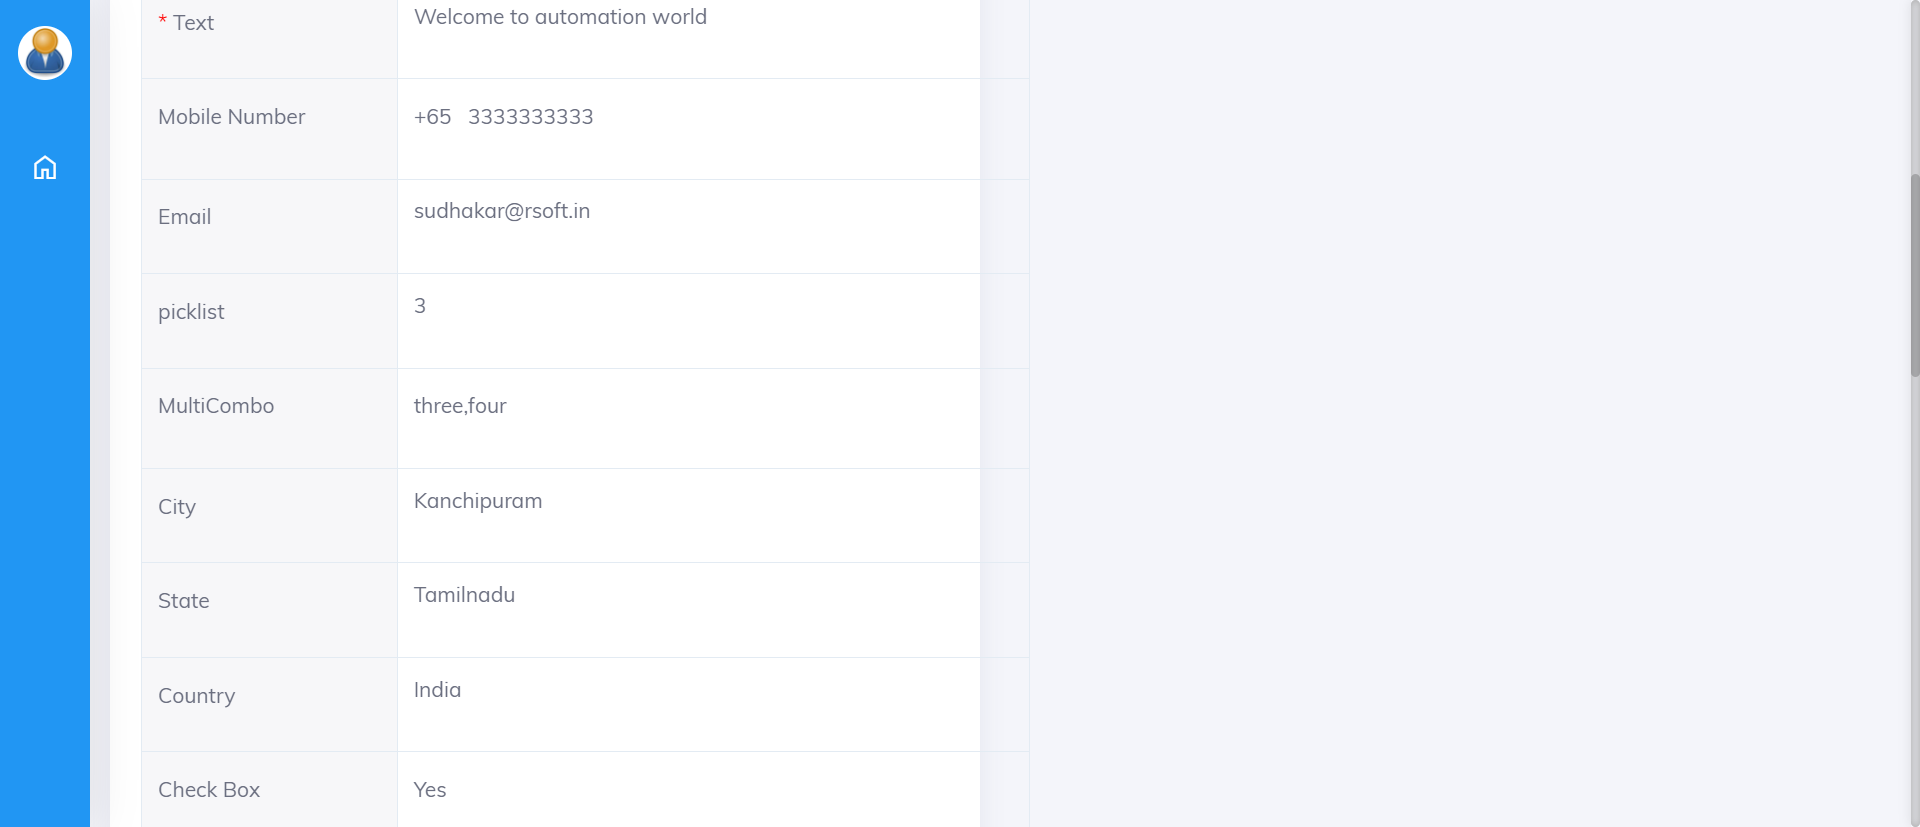 * Text Welcome to automation world
Mobile Number +65 3333333333
Email sudhakar@rsoft.in
picklist 3
MultiCombo three,four
City Kanchipuram
State Tamilnadu
Country India
Check Box Yes